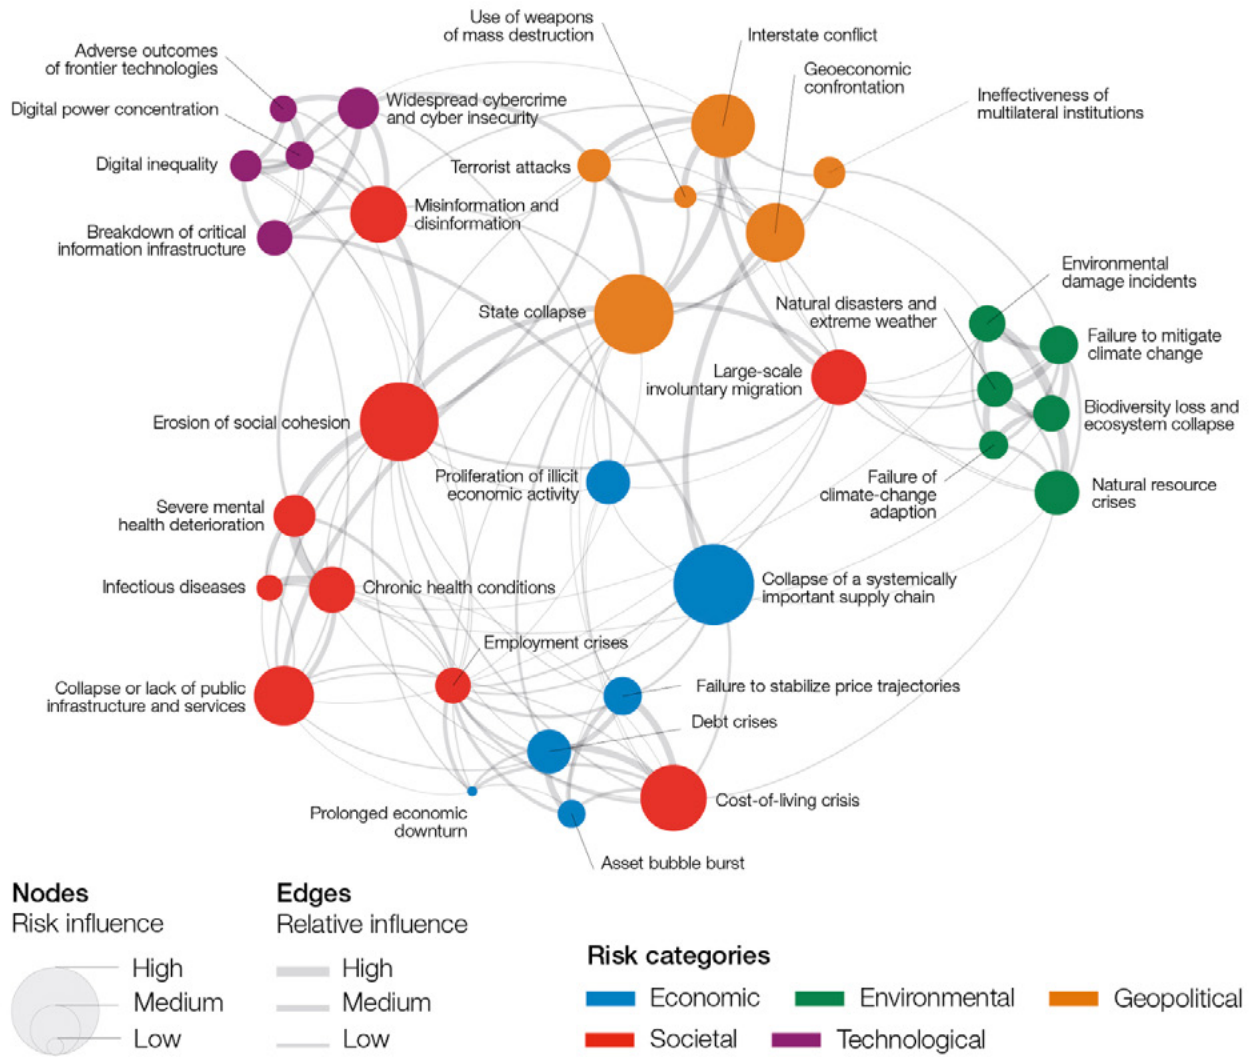 Use of weapons
of mass destruction
Interstate conflict
Adverse outcomes
of frontier technologies
Geoeconomic
confrontation
Digital power concentration
Widespread cybercrime
and cyber insecurity
Ineffectiveness of
multilateral institutions
Digital inequality
Terrorist attacks
Misinformation and
disinformation
Breakdown of critical
information infrastructure
Environmental
damage incidents
State collapse
Natural disasters and
extreme weather
Failure to mitigate
climate change
Large-scale
involuntary migration
Biodiversity loss and
ecosystem collapse
Erosion of social cohesion
Proliferation of illicit
economic activity
Failure of
climate-change
adaption
Natural resource
crises
Severe mental
health deterioration
Infectious diseases
Chronic health conditions
Collapse of a systemically
important supply chain
Employment crises
Collapse or lack of public
infrastructure and services
Failure to stabilize price trajectories
Debt crises
Prolonged economic
downturn
Cost-of-living crisis
Asset bubble burst
Nodes
Risk influence
High
Medium
Low
Edges
Relative influence
High
Medium
Low
Risk categories
Economic
Environmental
Geopolitical
Societal
Technological